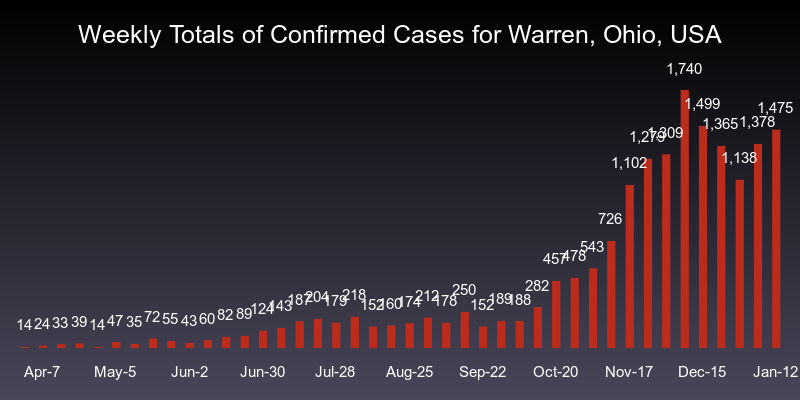 Weekly Totals of Confirmed Cases for Warren, Ohio, USA
14 24 33 39 14 47 35 72 55 43 60 82 89 124 143 187 204 179 218 152 160 174 212 178 250 152 189 188 282 457 478 543 726 1,102 1,279 1,309 1,740 1,499 1,365 1,138 1,378 1,475
Apr-7 May-5 Jun-2 Jun-30 Jul-28 Aug-25 Sep-22 Oct-20 Nov-17 Dec-15 Jan-12